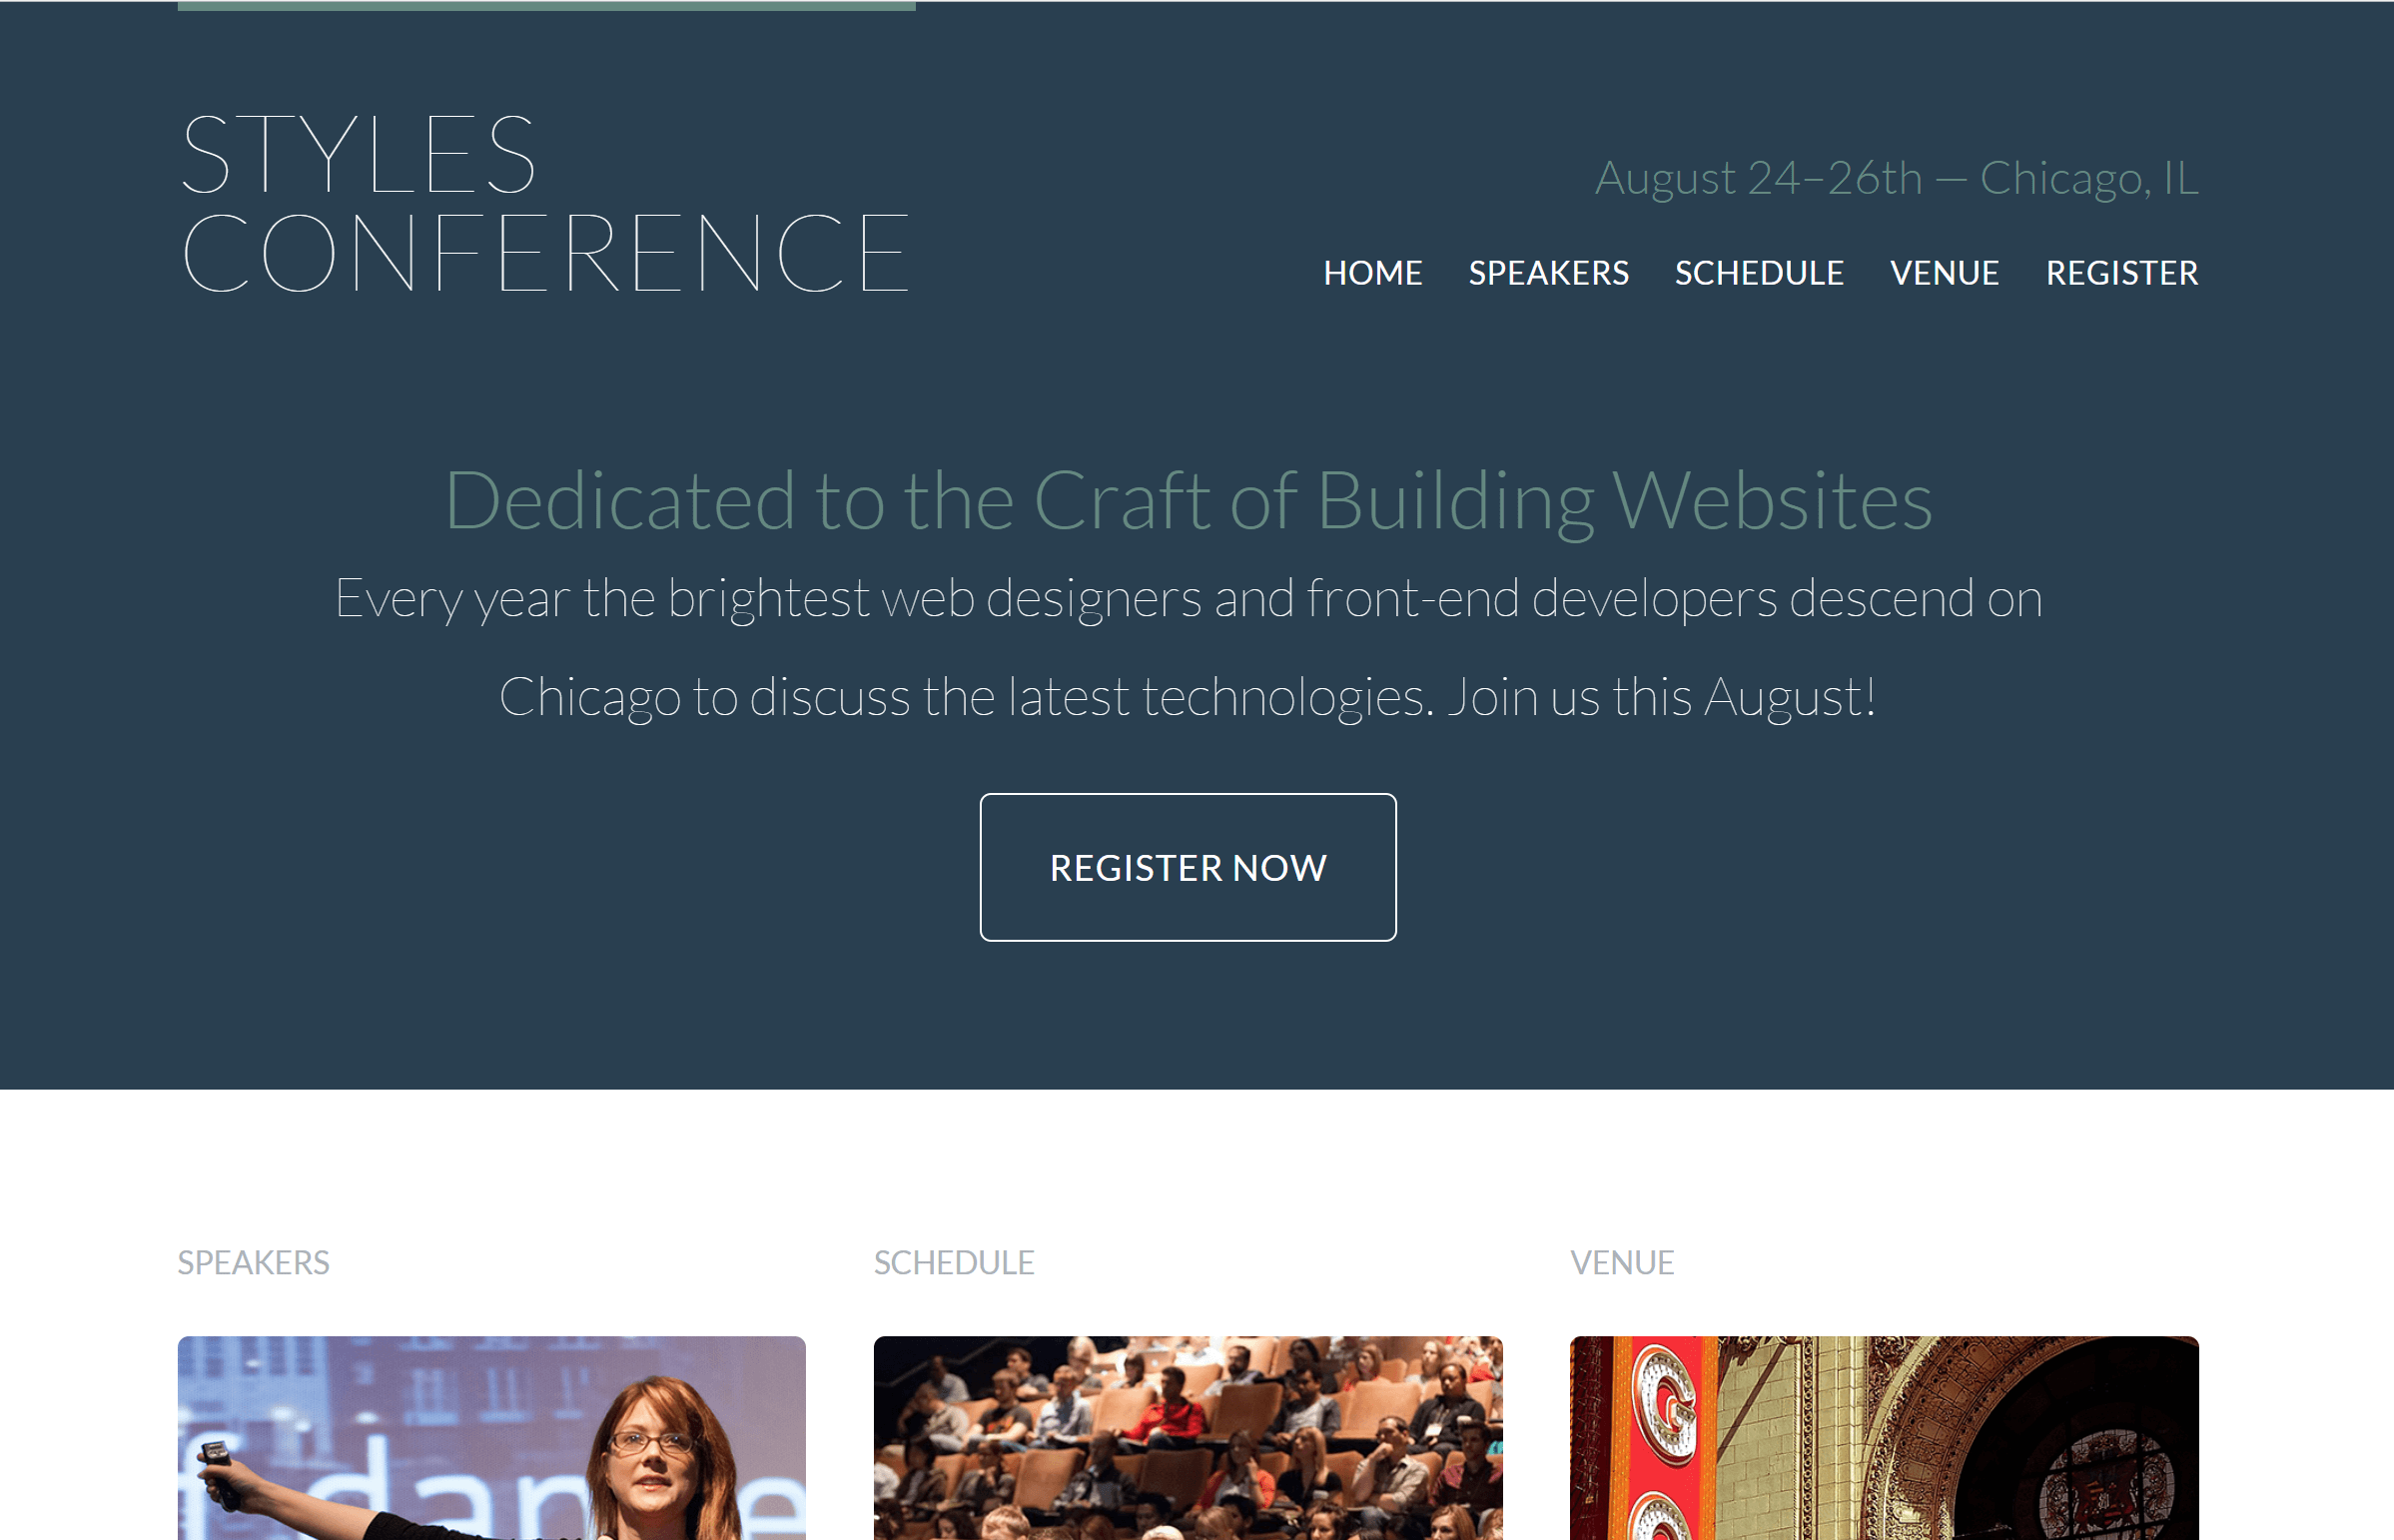 STYLES
CONFERENCE
August 24–26th — Chicago, IL
HOME SPEAKERS SCHEDULE VENUE REGISTER
Dedicated to the Craft of Building Websites
Every year the brightest web designers and front-end developers descend on
Chicago to discuss the latest technologies. Join us this August!
REGISTER NOW
SPEAKERS SCHEDULE VENUE